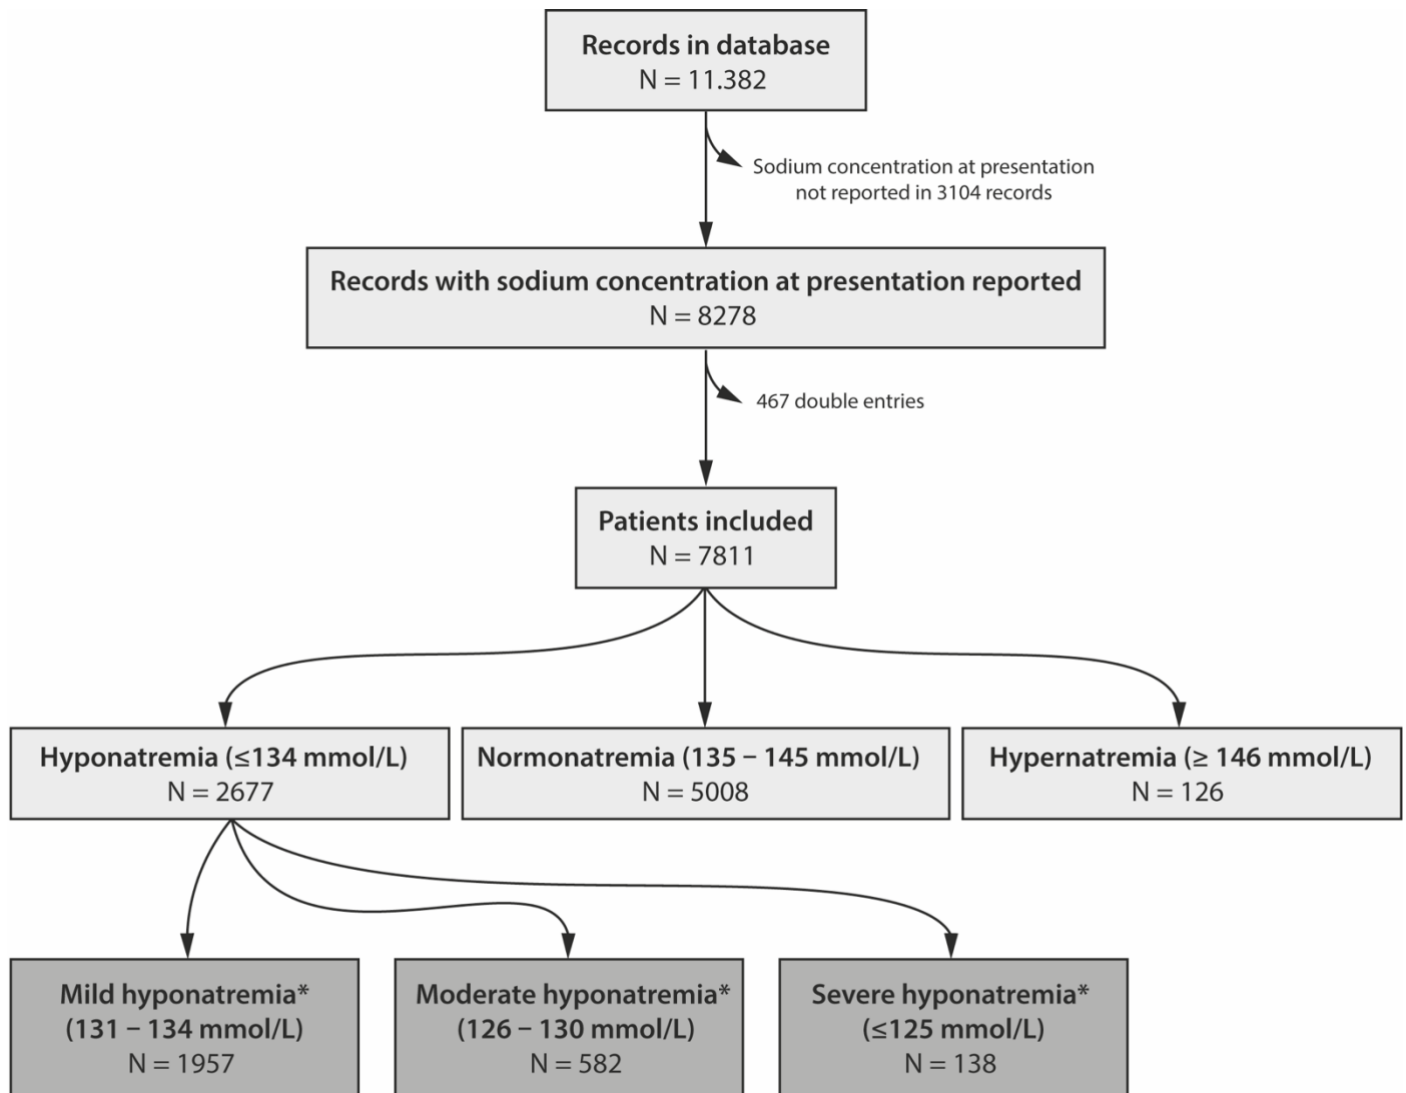 Records in database
N = 11.382
Sodium concentration at presentation
not reported in 3104 records
Records with sodium concentration at presentation reported
N = 8278
467 double entries
Patients included
N = 7811
Hyponatremia (≤134 mmol/L)
N = 2677
Normonatremia (135 – 145 mmol/L)
N = 5008
Hypernatremia (≥ 146 mmol/L)
N = 126
Mild hyponatremia*
(131 – 134 mmol/L)
N = 1957
Moderate hyponatremia*
(126 – 130 mmol/L)
N = 582
Severe hyponatremia*
(≤125 mmol/L)
N = 138